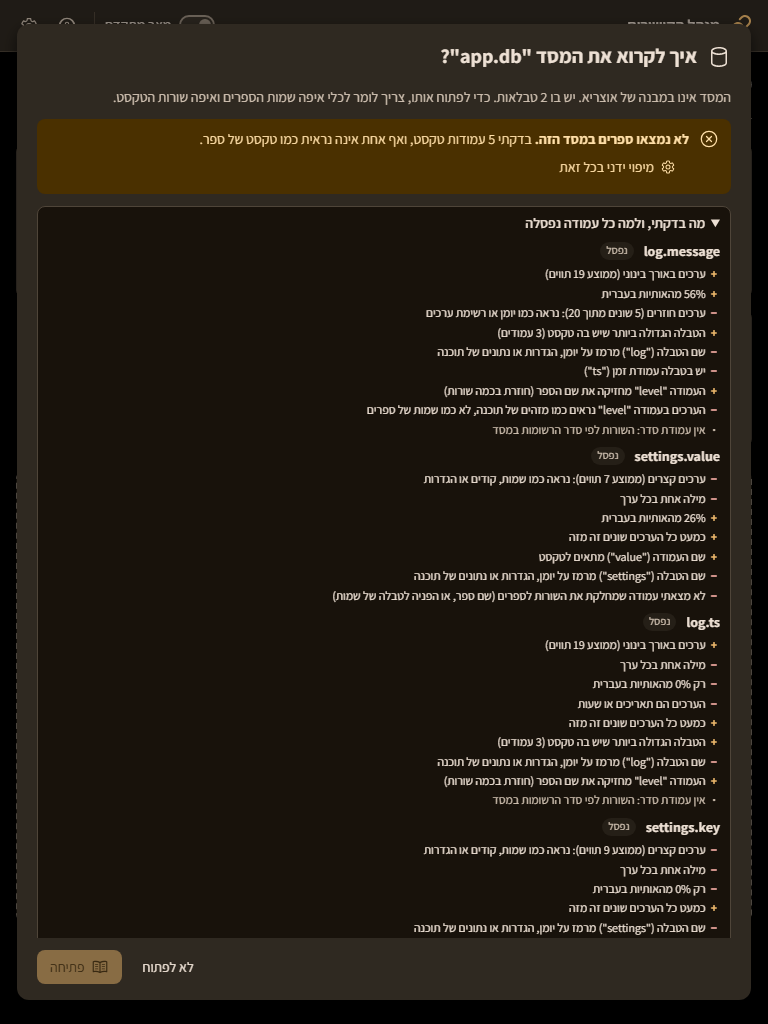 איך לקרוא את המסד "app.db"?
המסד אינו במבנה של אוצריא. יש בו 2 טבלאות. כדי לפתוח אותו, צריך לומר לכלי איפה שמות הספרים ואיפה שורות הטקסט.
לא נמצאו ספרים במסד הזה. בדקתי 5 עמודות טקסט, ואף אחת אינה נראית כמו טקסט של ספר.
מיפוי ידני בכל זאת
▼ מה בדקתי, ולמה כל עמודה נפסלה
log.message נפסל
+ ערכים באורך בינוני (ממוצע 19 תווים)
+ 56% מהאותיות בעברית
− ערכים חוזרים (5 שונים מתוך 20): נראה כמו יומן או רשימת ערכים
+ הטבלה הגדולה ביותר שיש בה טקסט (3 עמודים)
− שם הטבלה ("log") מרמז על יומן, הגדרות או נתונים של תוכנה
− יש בטבלה עמודת זמן ("ts")
+ העמודה "level" מחזיקה את שם הספר (חוזרת בכמה שורות)
− הערכים בעמודה "level" נראים כמו מזהים של תוכנה, לא כמו שמות של ספרים
· אין עמודת סדר: השורות לפי סדר הרשומות במסד
settings.value נפסל
− ערכים קצרים (ממוצע 7 תווים): נראה כמו שמות, קודים או הגדרות
− מילה אחת בכל ערך
+ 26% מהאותיות בעברית
+ כמעט כל הערכים שונים זה מזה
+ שם העמודה ("value") מתאים לטקסט
− שם הטבלה ("settings") מרמז על יומן, הגדרות או נתונים של תוכנה
− לא מצאתי עמודה שמחלקת את השורות לספרים (שם ספר, או הפניה לטבלה של שמות)
log.ts נפסל
+ ערכים באורך בינוני (ממוצע 19 תווים)
− מילה אחת בכל ערך
− רק 0% מהאותיות בעברית
− הערכים הם תאריכים או שעות
+ כמעט כל הערכים שונים זה מזה
+ הטבלה הגדולה ביותר שיש בה טקסט (3 עמודים)
− שם הטבלה ("log") מרמז על יומן, הגדרות או נתונים של תוכנה
+ העמודה "level" מחזיקה את שם הספר (חוזרת בכמה שורות)
· אין עמודת סדר: השורות לפי סדר הרשומות במסד
settings.key נפסל
− ערכים קצרים (ממוצע 9 תווים): נראה כמו שמות, קודים או הגדרות
− מילה אחת בכל ערך
− רק 0% מהאותיות בעברית
+ כמעט כל הערכים שונים זה מזה
− שם הטבלה ("settings") מרמז על יומן, הגדרות או נתונים של תוכנה
לא לפתוח
פתיחה